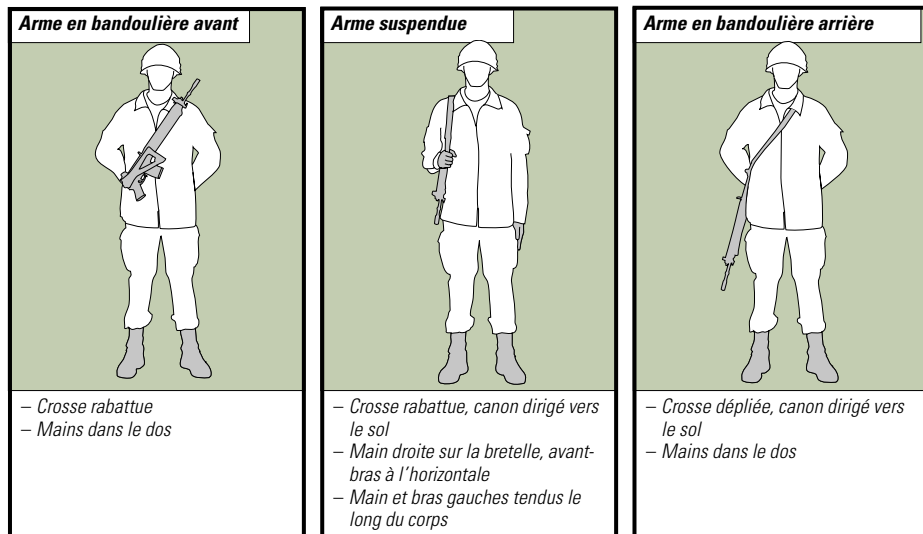 Arme en bandoulière avant
– Crosse rabattue
– Mains dans le dos
Arme suspendue
– Crosse rabattue, canon dirigé vers
le sol
– Main droite sur la bretelle, avant-
bras à l'horizontale
– Main et bras gauches tendus le
long du corps
Arme en bandoulière arrière
– Crosse dépliée, canon dirigé vers
le sol
– Mains dans le dos